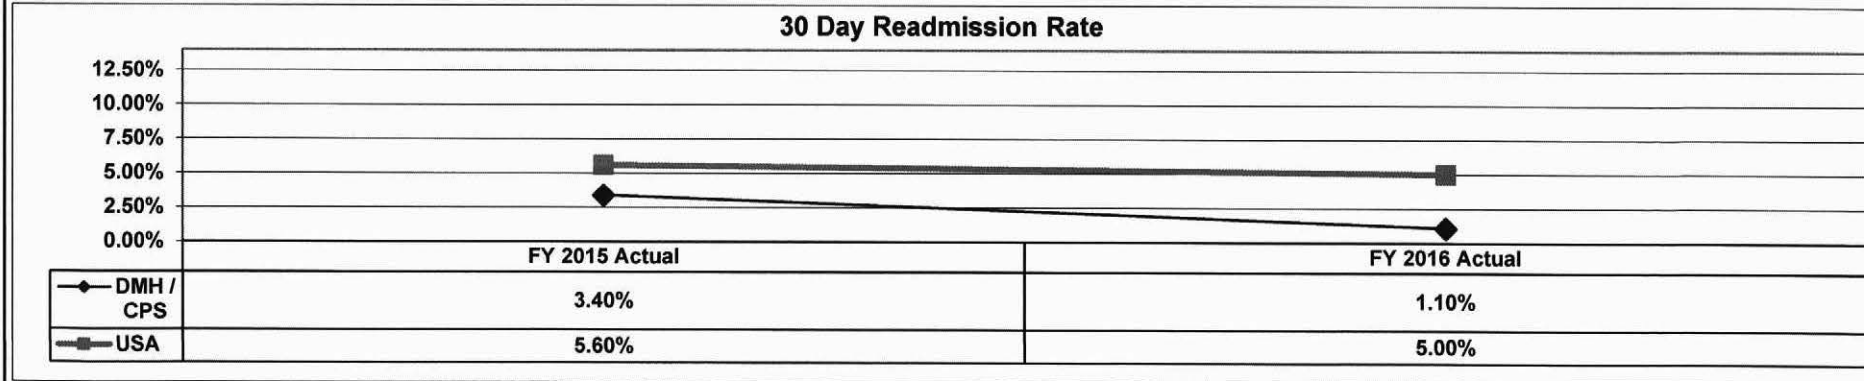 30 Day Readmission Rate
12.50%
10.00%
7.50%
5.00%
2.50%
0.00%
FY 2015 Actual FY 2016 Actual
DMH /
CPS 3.40% 1.10%
USA 5.60% 5.00%